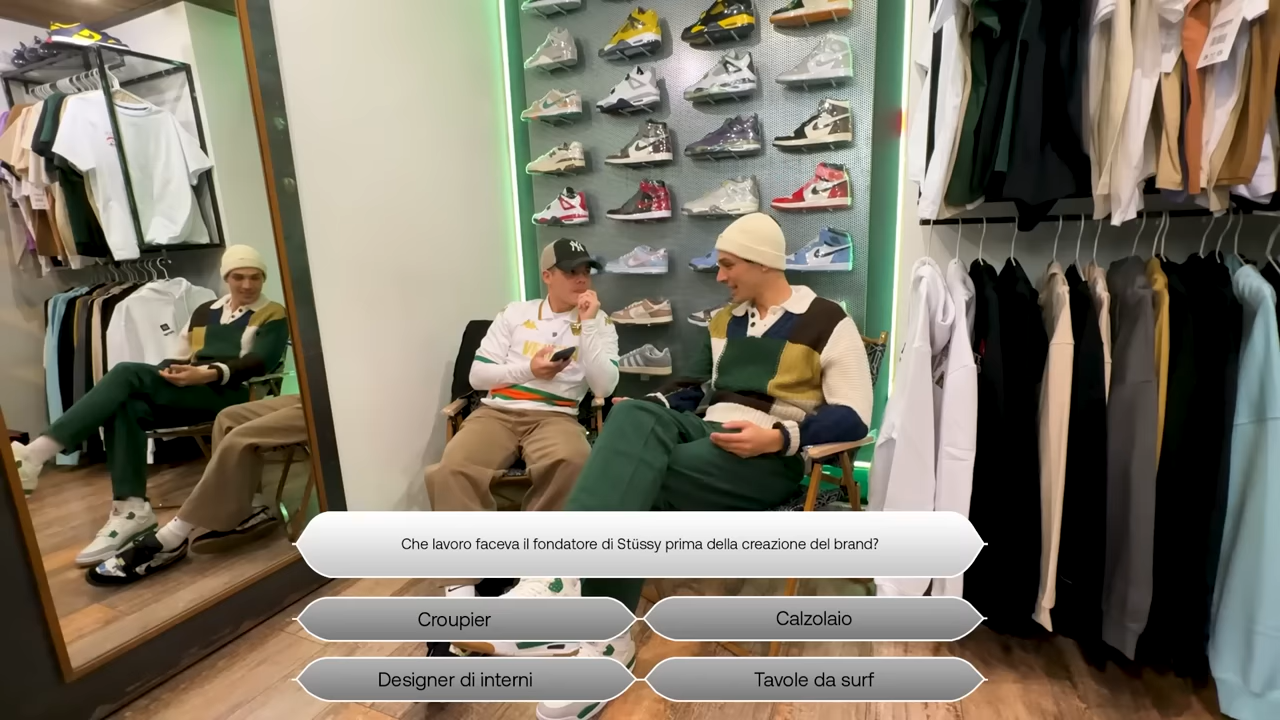 Che lavoro faceva il fondatore di Stüssy prima della creazione del brand?
Croupier
Calzolaio
Designer di interni
Tavole da surf